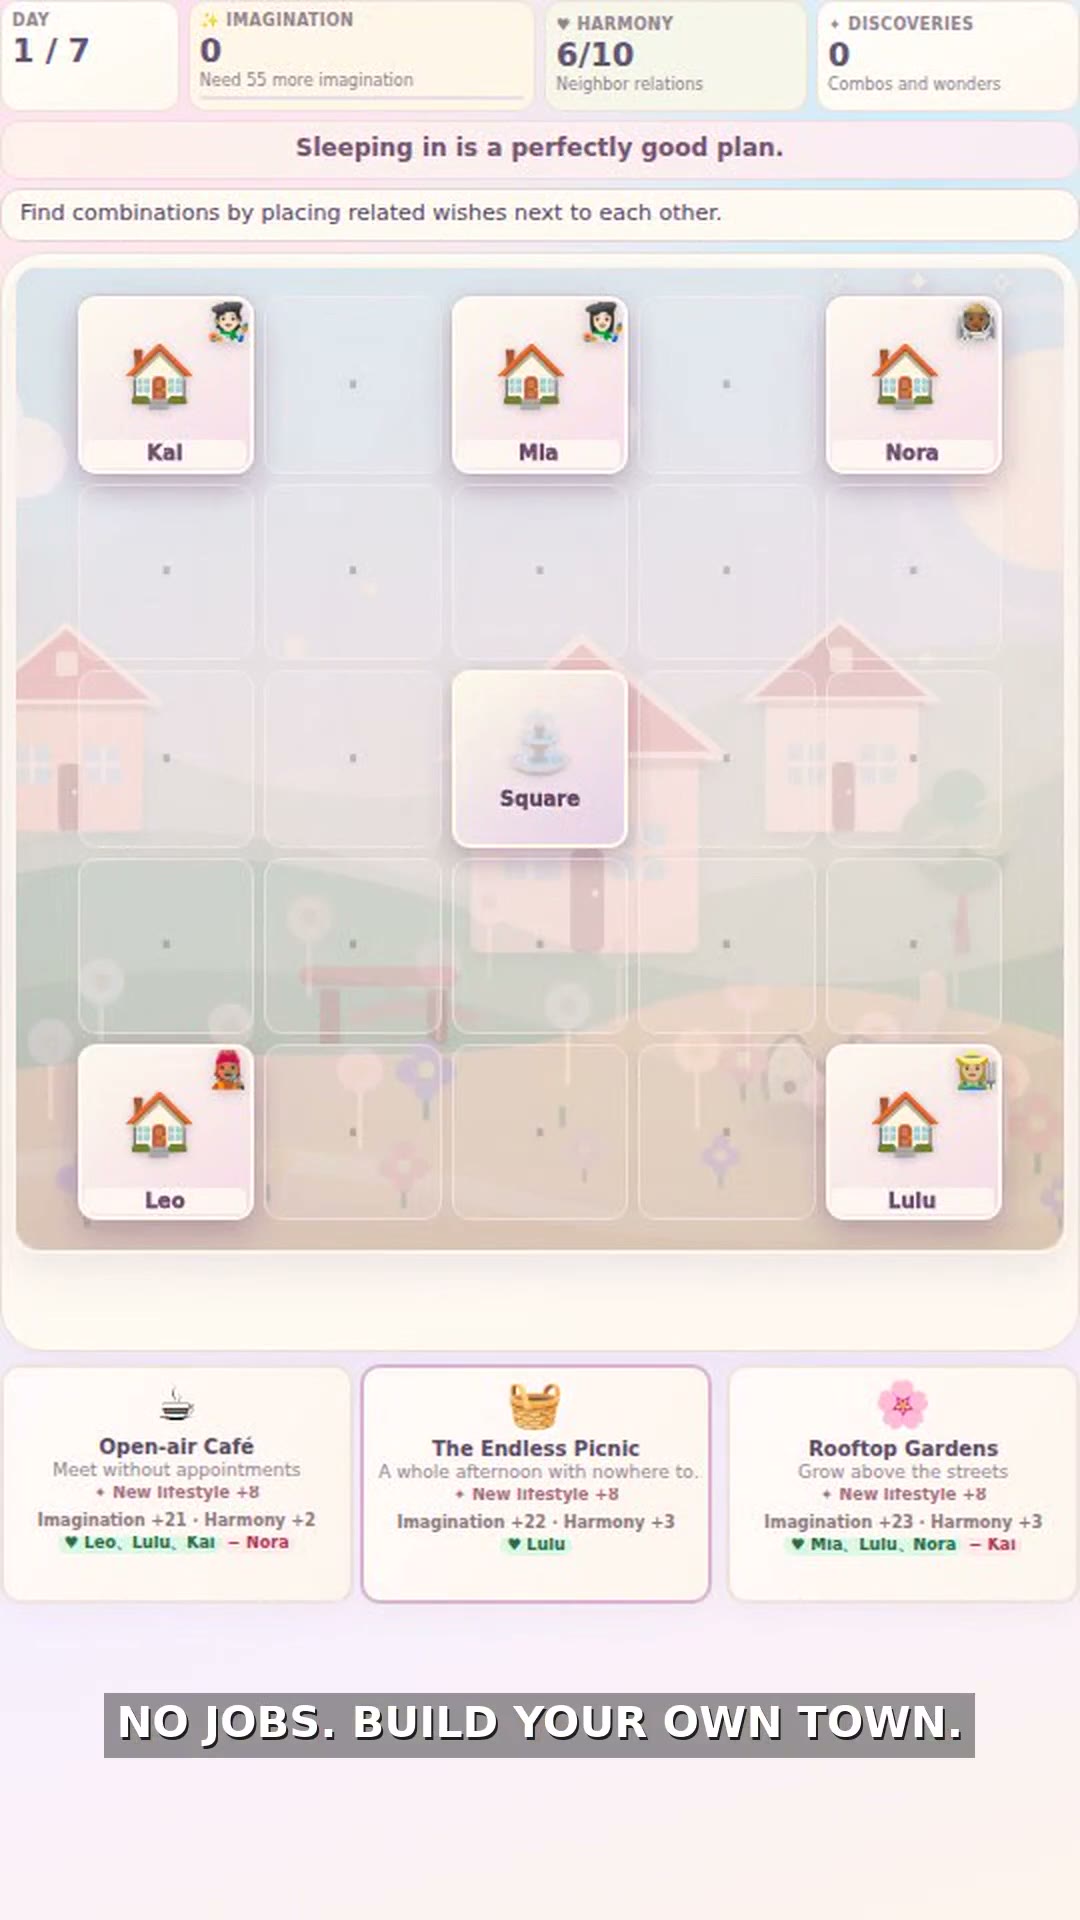 DAY
1 / 7
✨ IMAGINATION
0
Need 55 more imagination
♥ HARMONY
6/10
Neighbor relations
✦ DISCOVERIES
0
Combos and wonders
Sleeping in is a perfectly good plan.
Find combinations by placing related wishes next to each other.
Kai
Mia
Nora
Square
Leo
Lulu
Open-air Café
Meet without appointments
✦ New lifestyle +8
Imagination +21 · Harmony +2
♥ Leo、Lulu、Kai − Nora
The Endless Picnic
A whole afternoon with nowhere to.
✦ New lifestyle +8
Imagination +22 · Harmony +3
♥ Lulu
Rooftop Gardens
Grow above the streets
✦ New lifestyle +8
Imagination +23 · Harmony +3
♥ Mia、Lulu、Nora − Kai
NO JOBS. BUILD YOUR OWN TOWN.